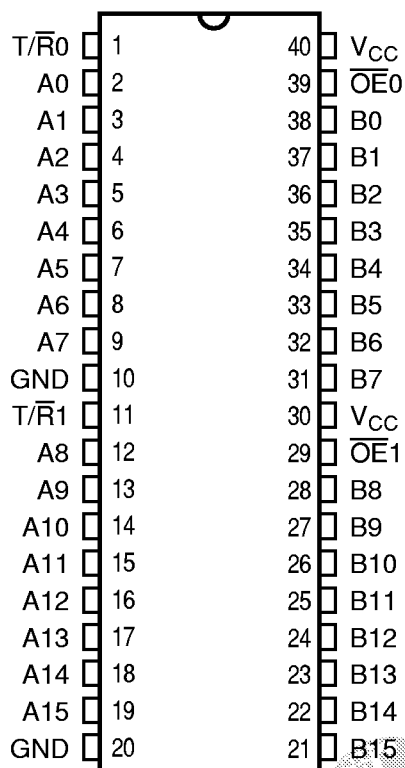 T/R̅0 1 40 VCC
A0 2 39 O̅E̅0
A1 3 38 B0
A2 4 37 B1
A3 5 36 B2
A4 6 35 B3
A5 7 34 B4
A6 8 33 B5
A7 9 32 B6
GND 10 31 B7
T/R̅1 11 30 VCC
A8 12 29 O̅E̅1
A9 13 28 B8
A10 14 27 B9
A11 15 26 B10
A12 16 25 B11
A13 17 24 B12
A14 18 23 B13
A15 19 22 B14
GND 20 21 B15